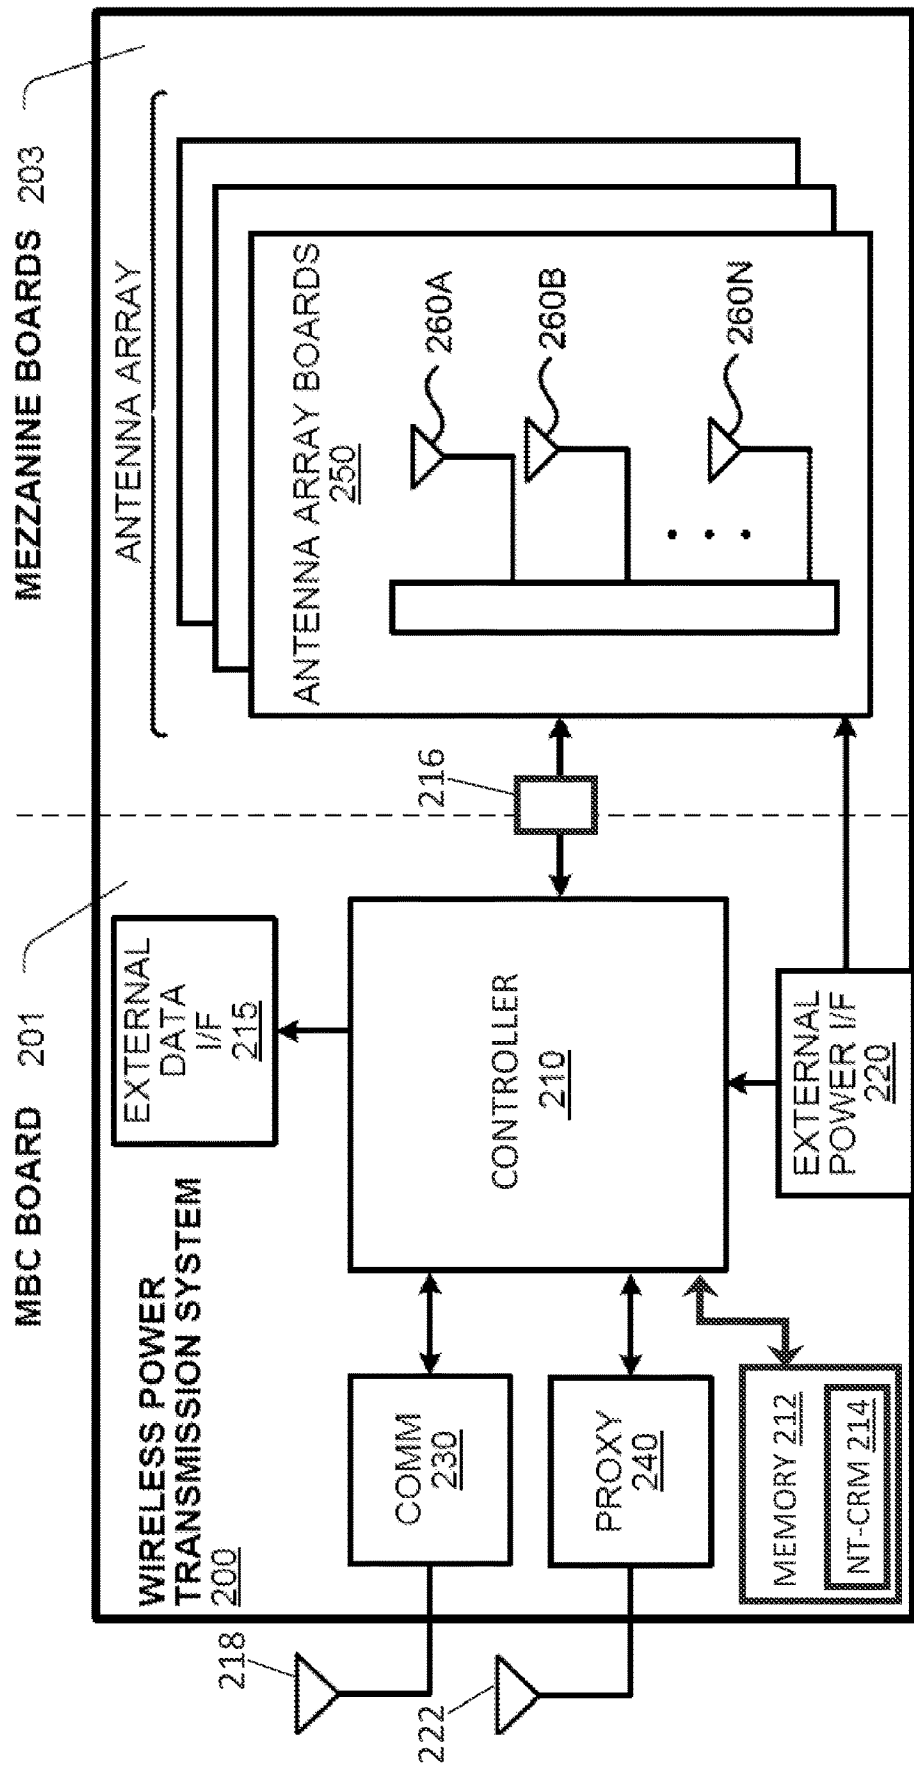 MBC BOARD 201
MEZZANINE BOARDS 203
WIRELESS POWER
TRANSMISSION SYSTEM
200
EXTERNAL
DATA
I/F
215
ANTENNA ARRAY
218
COMM
230
CONTROLLER
210
216
ANTENNA ARRAY BOARDS
250
260A
260B
260N
222
PROXY
240
MEMORY 212
NT-CRM 214
EXTERNAL
POWER I/F
220